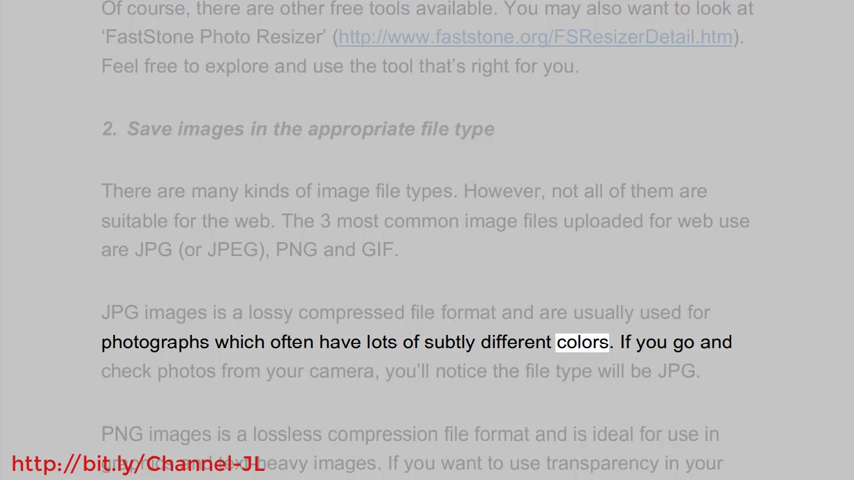 Of course, there are other free tools available. You may also want to look at
‘FastStone Photo Resizer’ (http://www.faststone.org/FSResizerDetail.htm).
Feel free to explore and use the tool that’s right for you.
2. Save images in the appropriate file type
There are many kinds of image file types. However, not all of them are
suitable for the web. The 3 most common image files uploaded for web use
are JPG (or JPEG), PNG and GIF.
JPG images is a lossy compressed file format and are usually used for
photographs which often have lots of subtly different colors. If you go and
check photos from your camera, you’ll notice the file type will be JPG.
PNG images is a lossless compression file format and is ideal for use in
graphics and text-heavy images. If you want to use transparency in your
http://bit.ly/Channel-JL